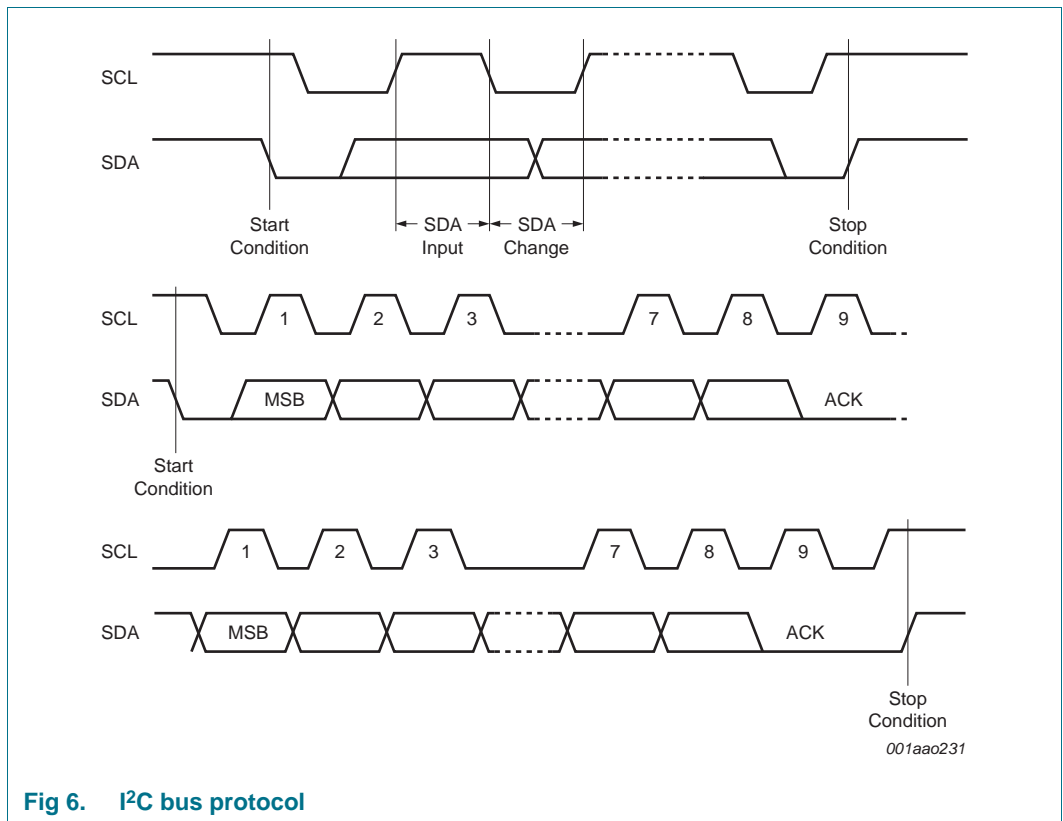 SCL
SDA
Start
Condition
SDA
Input
SDA
Change
Stop
Condition
SCL
1 2 3 7 8 9
SDA
MSB ACK
Start
Condition
SCL
1 2 3 7 8 9
SDA
MSB ACK
Stop
Condition
001aao231
Fig 6. I²C bus protocol